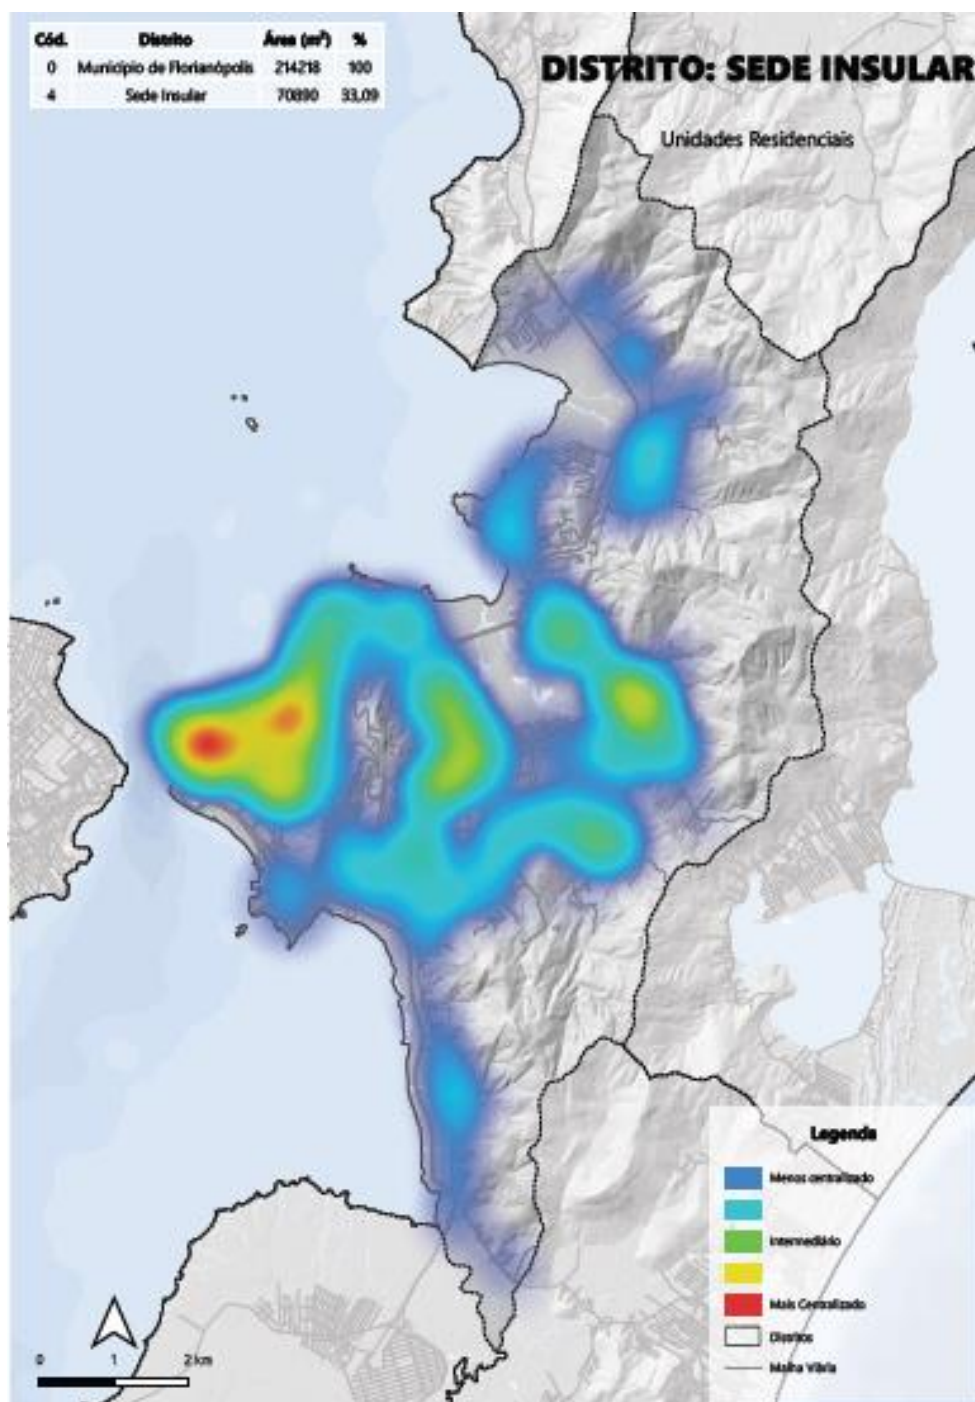 Cód. Distrito Área (m²) %
0 Município de Florianópolis 214218 100
4 Sede Insular 70890 33,09
DISTRITO: SEDE INSULAR
Unidades Residenciais
Legenda
Menos centralizado
Intermediário
Mais Centralizado
Distritos
Malha Viária
0 1 2 km